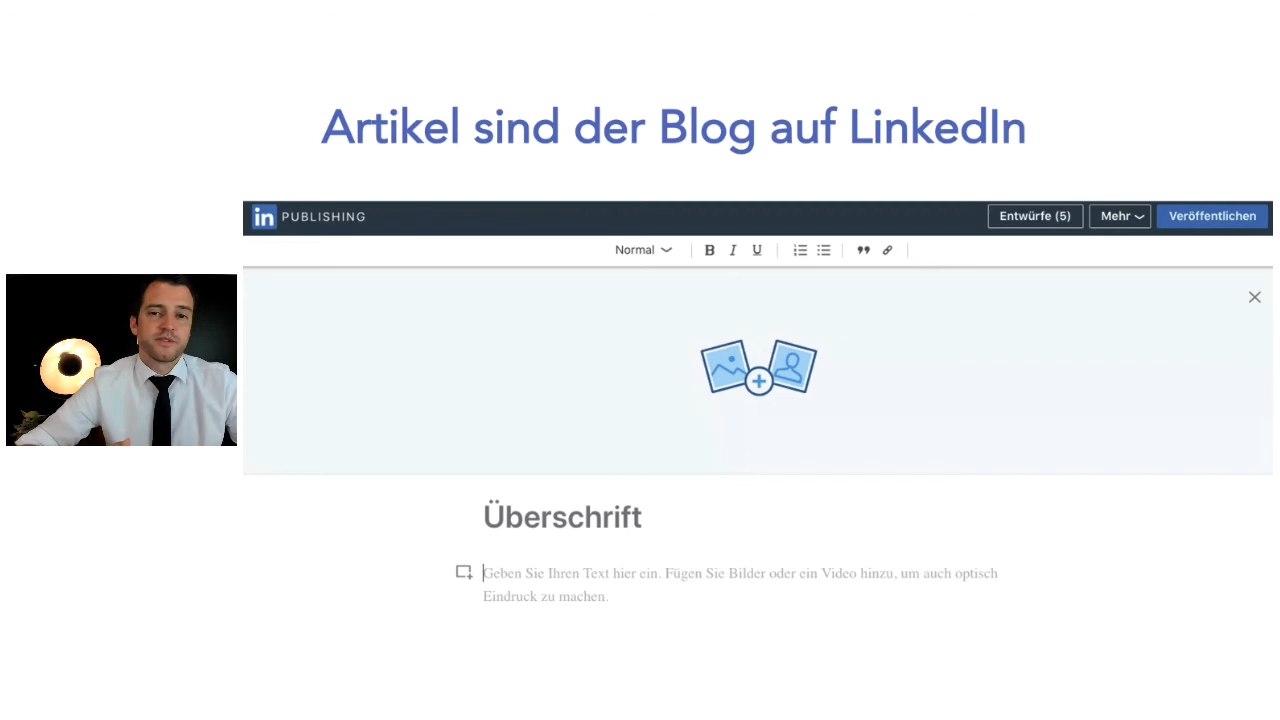 Artikel sind der Blog auf LinkedIn
in PUBLISHING
Entwürfe (5) Mehr Veröffentlichen
Normal B I U
Überschrift
Geben Sie Ihren Text hier ein. Fügen Sie Bilder oder ein Video hinzu, um auch optisch
Eindruck zu machen.